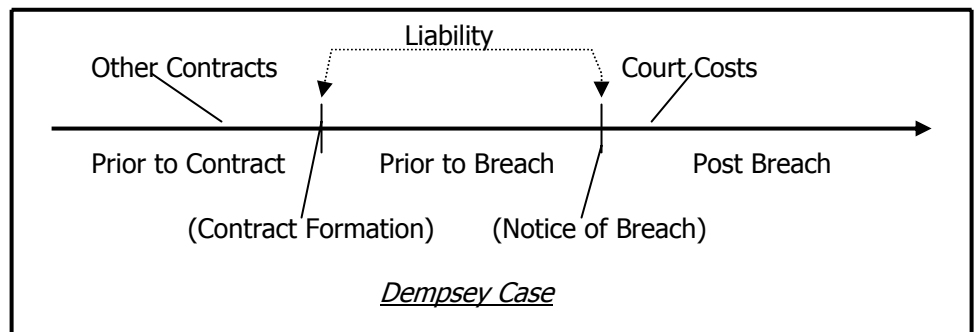 Liability
Other Contracts Court Costs
Prior to Contract Prior to Breach Post Breach
(Contract Formation) (Notice of Breach)
Dempsey Case